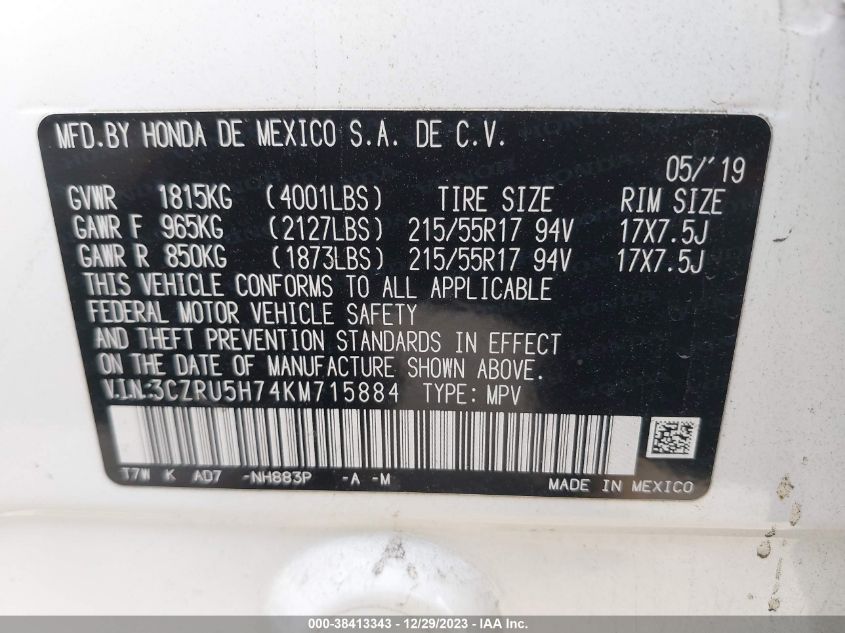 MFD.BY HONDA DE MEXICO S.A. DE C.V.
05/'19
GVWR 1815KG (4001LBS) TIRE SIZE RIM SIZE
GAWR F 965KG (2127LBS) 215/55R17 94V 17X7.5J
GAWR R 850KG (1873LBS) 215/55R17 94V 17X7.5J
THIS VEHICLE CONFORMS TO ALL APPLICABLE
FEDERAL MOTOR VEHICLE SAFETY
AND THEFT PREVENTION STANDARDS IN EFFECT
ON THE DATE OF MANUFACTURE SHOWN ABOVE.
V.I.N:3CZRU5H74KM715884 TYPE: MPV
T7W K AD7 -NH883P -A -M
MADE IN MEXICO
000-38413343 - 12/29/2023 - IAA Inc.